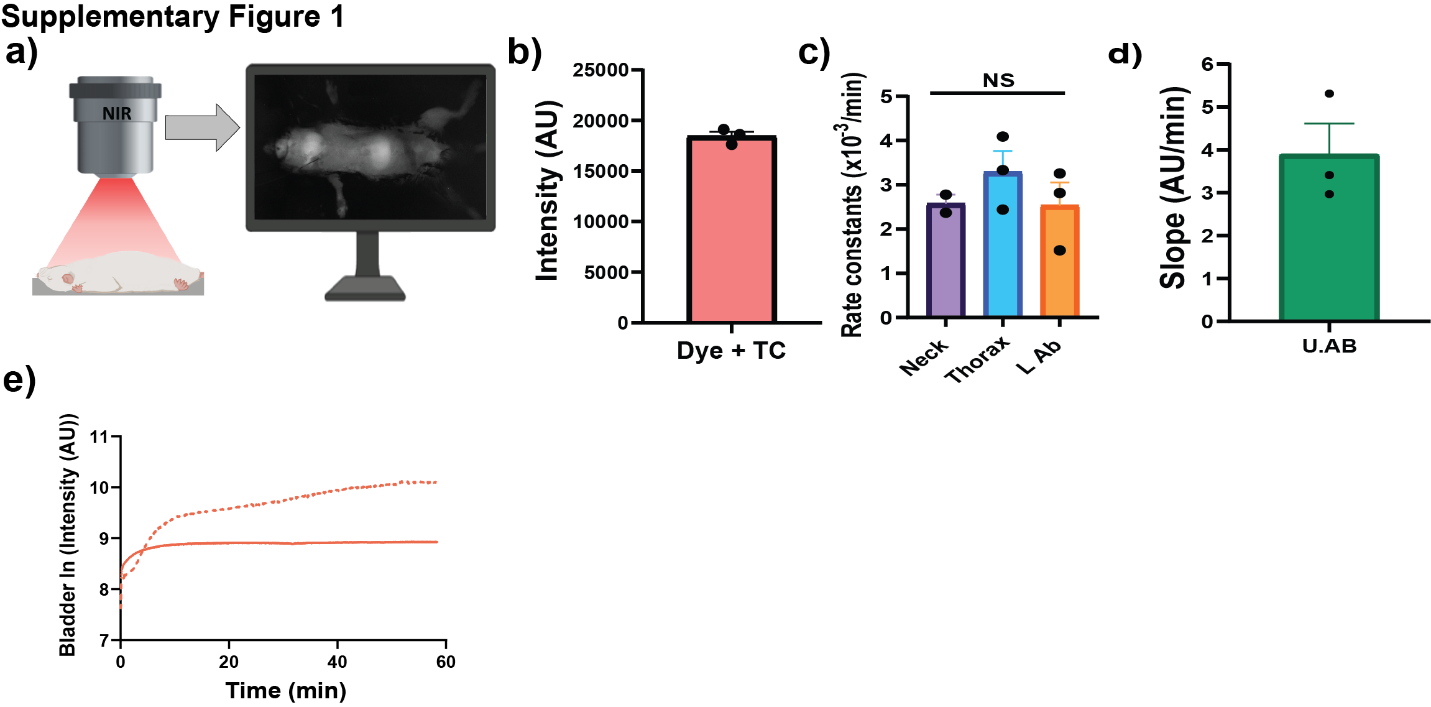 Supplementary Figure 1
a)
NIR
b)
Intensity (AU)
25000
20000
15000
10000
5000
0
Dye + TC
c)
NS
Rate constants (x10⁻³/min)
5
4
3
2
1
0
Neck
Thorax
L Ab
d)
Slope (AU/min)
6
5
4
3
2
1
0
U.AB
e)
Bladder ln (Intensity (AU))
11
10
9
8
7
0 20 40 60
Time (min)